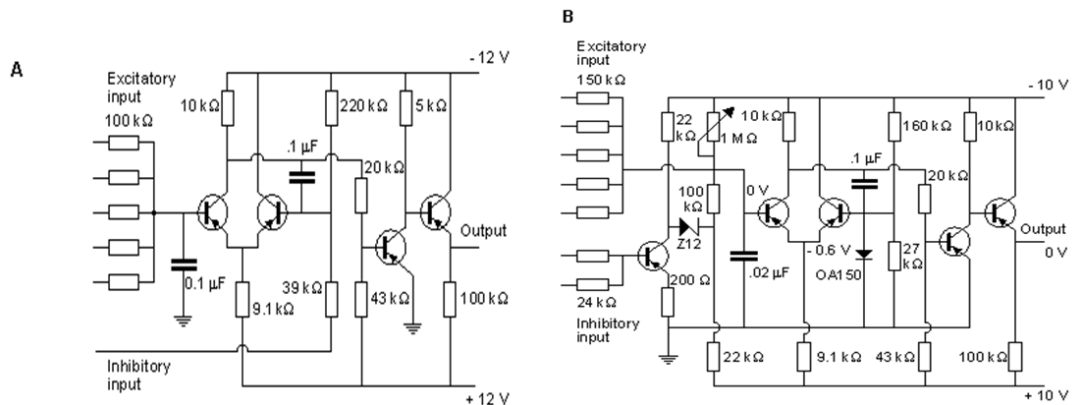 A
- 12 V
Excitatory
input
100 kΩ
10 kΩ
220 kΩ
5 kΩ
.1 µF
20 kΩ
Output
0.1 µF
9.1 kΩ
39 kΩ
43 kΩ
100 kΩ
Inhibitory
input
+ 12 V
B
Excitatory
input
150 kΩ
- 10 V
22
kΩ
1 M Ω
10 kΩ
160 kΩ
10 kΩ
.1 µF
20 kΩ
100
kΩ
0 V
Z12
- 0.6 V
OA150
27
kΩ
Output
0 V
200 Ω
.02 µF
24 kΩ
Inhibitory
input
22 kΩ
9.1 kΩ
43 kΩ
100 kΩ
+ 10 V